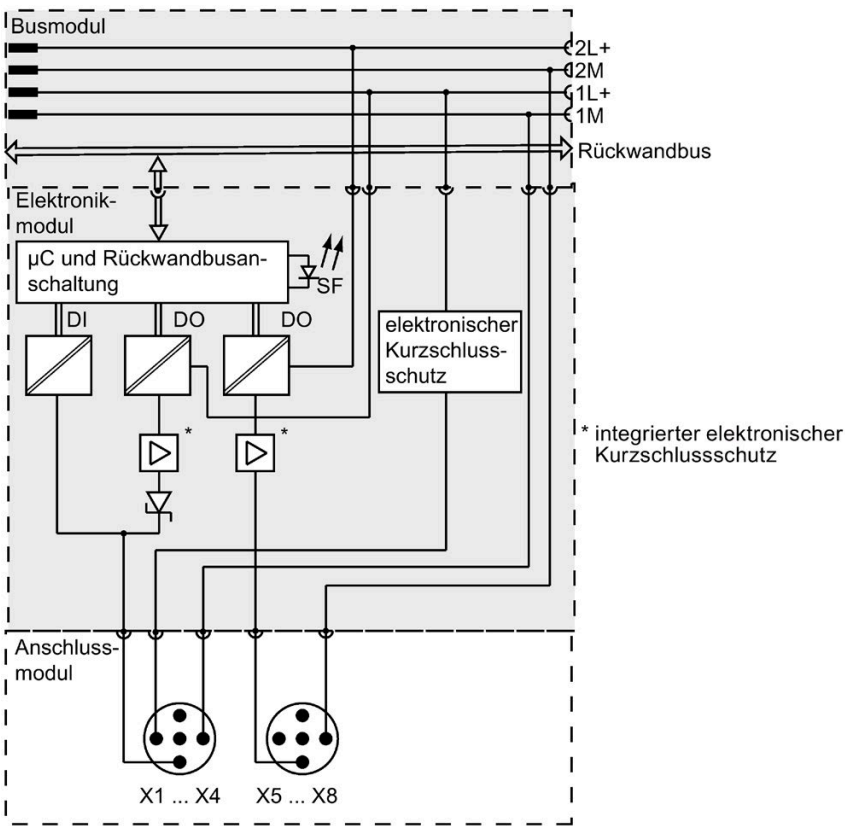 Busmodul
2L+
2M
1L+
1M
Rückwandbus
Elektronik-
modul
µC und Rückwandbusan-
schaltung
SF
DI
DO
DO
elektronischer
Kurzschluss-
schutz
*
*
* integrierter elektronischer
Kurzschlussschutz
Anschluss-
modul
X1 ... X4
X5 ... X8